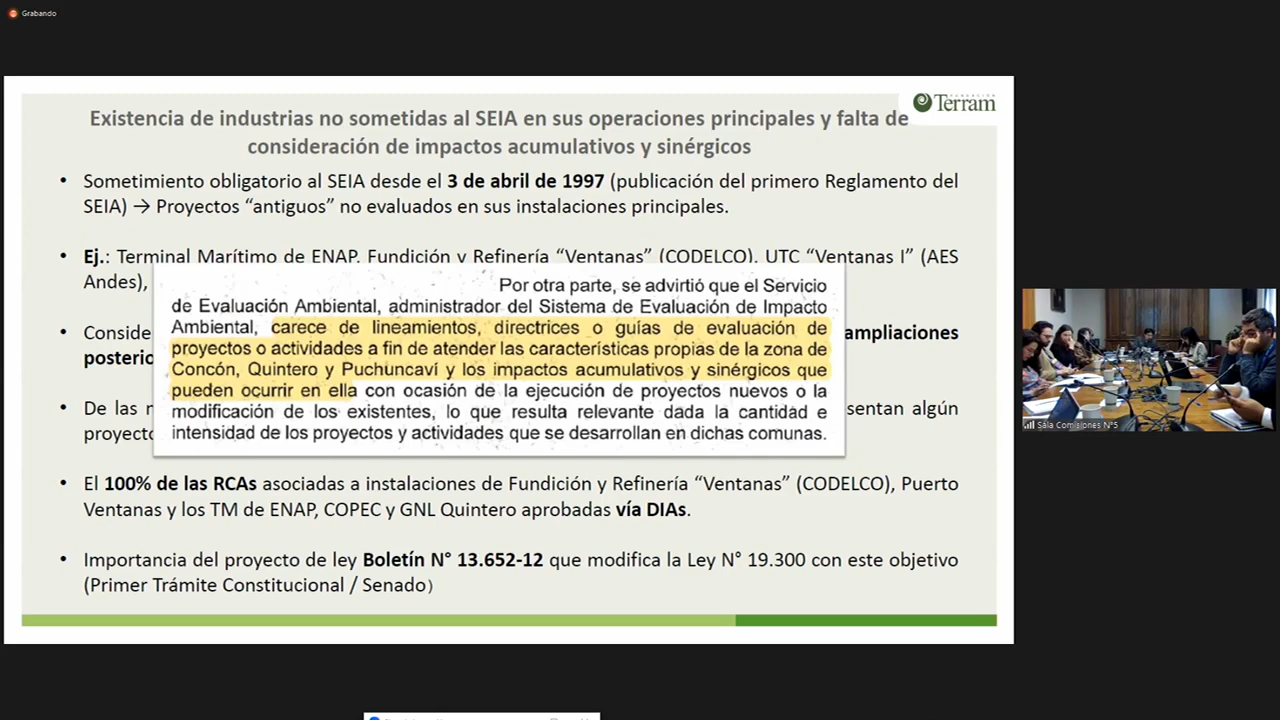 Grabando
FUNDACIÓN
Terram
Existencia de industrias no sometidas al SEIA en sus operaciones principales y falta de
consideración de impactos acumulativos y sinérgicos
• Sometimiento obligatorio al SEIA desde el 3 de abril de 1997 (publicación del primero Reglamento del
SEIA) → Proyectos “antiguos” no evaluados en sus instalaciones principales.
• Ej.: Terminal Marítimo de ENAP, Fundición y Refinería “Ventanas” (CODELCO), UTC “Ventanas I” (AES
Andes),
Por otra parte, se advirtió que el Servicio
de Evaluación Ambiental, administrador del Sistema de Evaluación de Impacto
Ambiental, carece de lineamientos, directrices o guías de evaluación de
proyectos o actividades a fin de atender las características propias de la zona de
Concón, Quintero y Puchuncaví y los impactos acumulativos y sinérgicos que
pueden ocurrir en ella con ocasión de la ejecución de proyectos nuevos o la
modificación de los existentes, lo que resulta relevante dada la cantidad e
intensidad de los proyectos y actividades que se desarrollan en dichas comunas.
• ampliaciones
• De las algún
• El 100% de las RCAs asociadas a instalaciones de Fundición y Refinería “Ventanas” (CODELCO), Puerto
Ventanas y los TM de ENAP, COPEC y GNL Quintero aprobadas vía DIAs.
• Importancia del proyecto de ley Boletín N° 13.652-12 que modifica la Ley N° 19.300 con este objetivo
(Primer Trámite Constitucional / Senado)
Sala Comisiones N°5